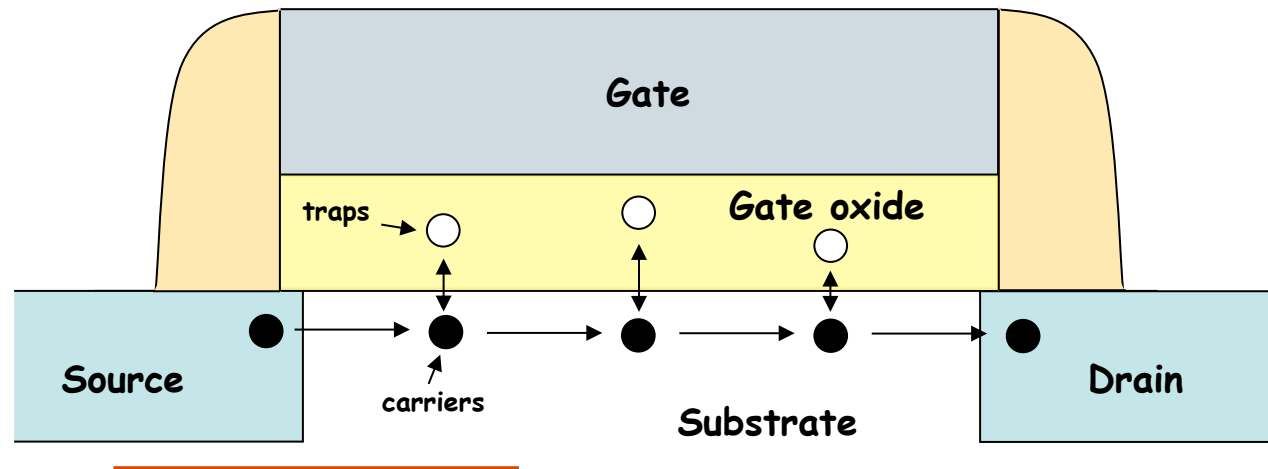 Gate
traps
Gate oxide
Source
carriers
Substrate
Drain